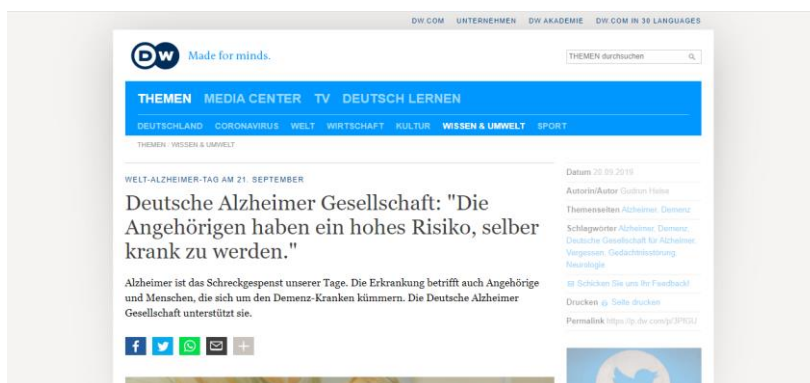 DW.COM UNTERNEHMEN DW AKADEMIE DW.COM IN 30 LANGUAGES
DW Made for minds.
THEMEN durchsuchen
THEMEN MEDIA CENTER TV DEUTSCH LERNEN
DEUTSCHLAND CORONAVIRUS WELT WIRTSCHAFT KULTUR WISSEN & UMWELT SPORT
THEMEN / WISSEN & UMWELT
WELT-ALZHEIMER-TAG AM 21. SEPTEMBER
Deutsche Alzheimer Gesellschaft: "Die
Angehörigen haben ein hohes Risiko, selber
krank zu werden."
Alzheimer ist das Schreckgespenst unserer Tage. Die Erkrankung betrifft auch Angehörige
und Menschen, die sich um den Demenz-Kranken kümmern. Die Deutsche Alzheimer
Gesellschaft unterstützt sie.
Datum 20.09.2019
Autorin/Autor Gudrun Heise
Themenseiten Alzheimer, Demenz
Schlagwörter Alzheimer, Demenz,
Deutsche Gesellschaft für Alzheimer,
Vergessen, Gedächtnisstörung,
Neurologie
Schicken Sie uns Ihr Feedback!
Drucken Seite drucken
Permalink